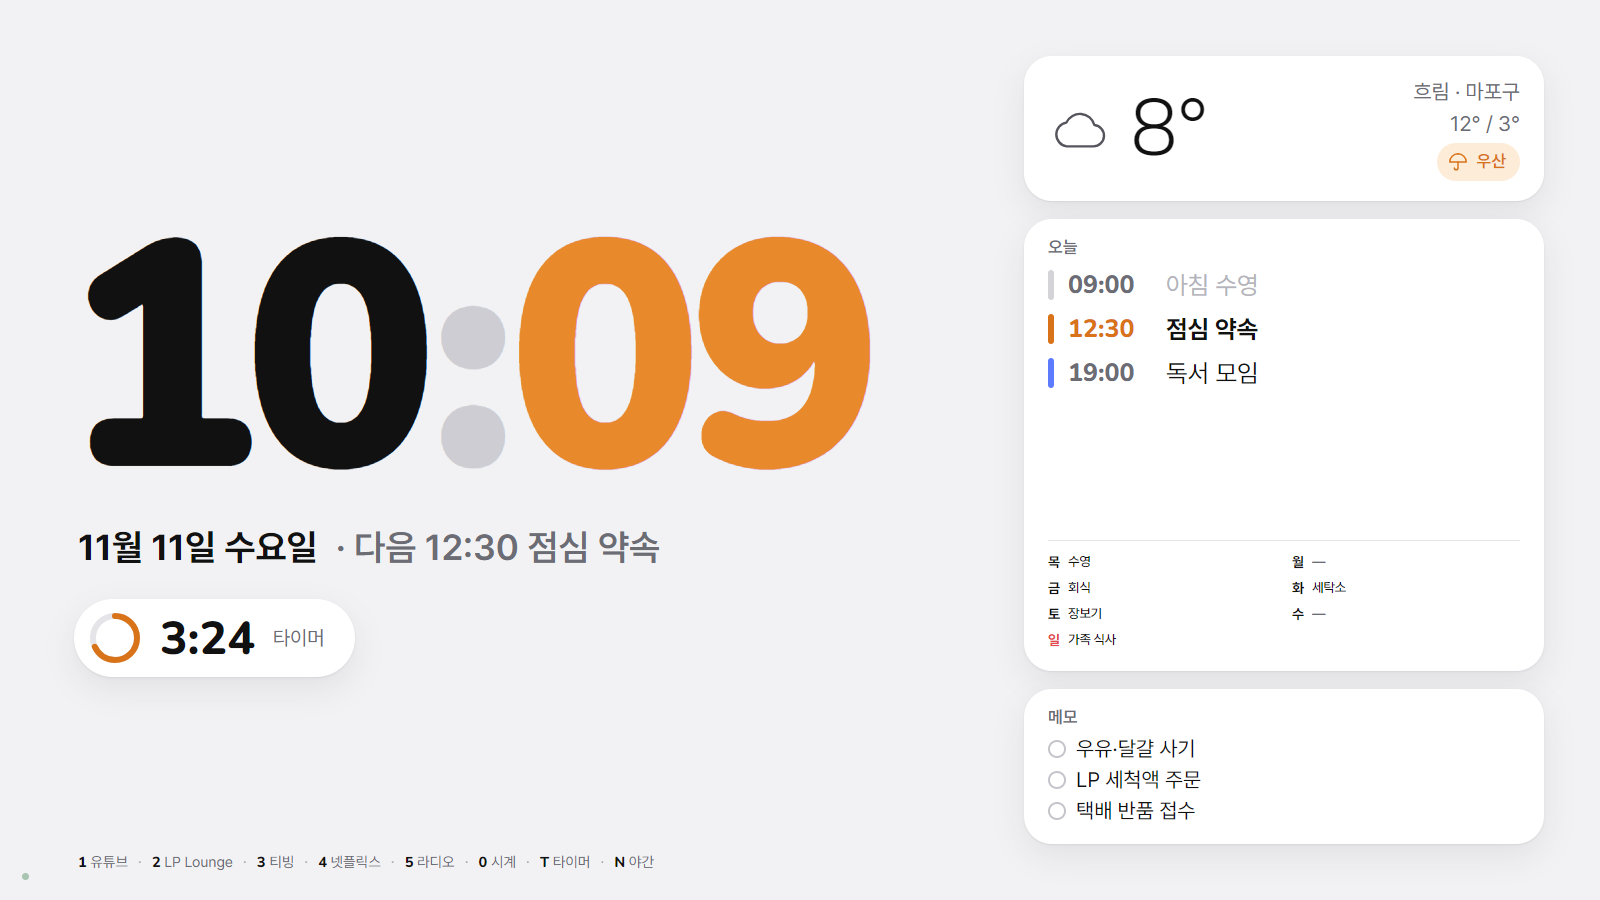 10:09
11월 11일 수요일 · 다음 12:30 점심 약속
3:24 타이머
1 유튜브 · 2 LP Lounge · 3 티빙 · 4 넷플릭스 · 5 라디오 · 0 시계 · T 타이머 · N 야간
8°
흐림 · 마포구
12° / 3°
우산
오늘
09:00 아침 수영
12:30 점심 약속
19:00 독서 모임
목 수영
금 회식
토 장보기
일 가족 식사
월 —
화 세탁소
수 —
메모
우유·달걀 사기
LP 세척액 주문
택배 반품 접수